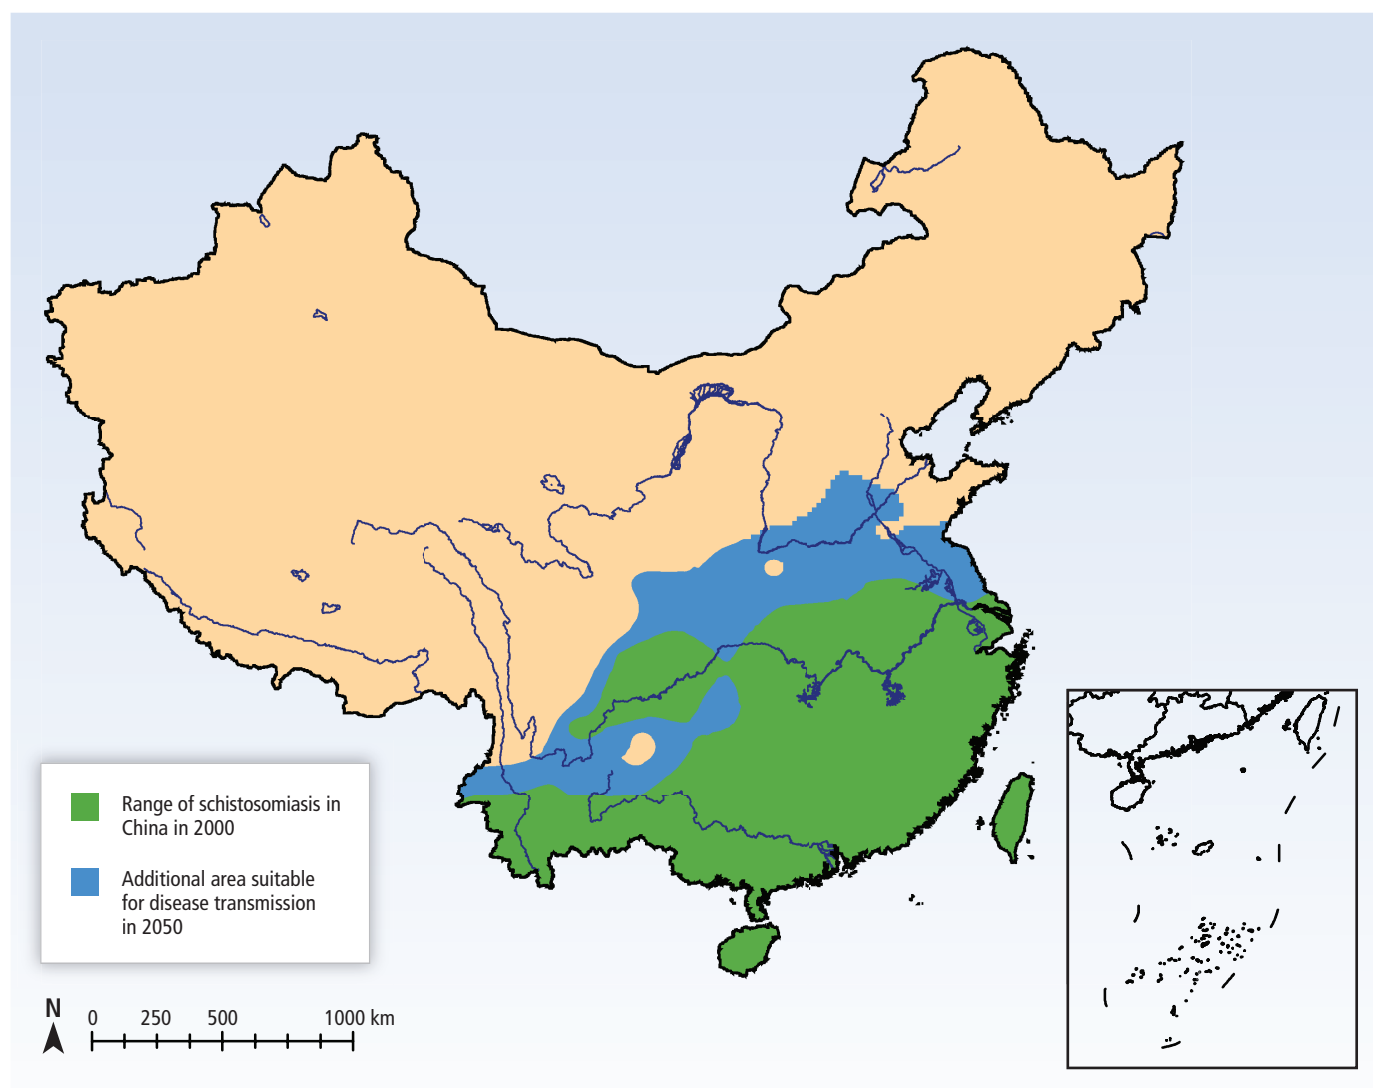 Range of schistosomiasis in
China in 2000
Additional area suitable
for disease transmission
in 2050
N
0 250 500 1000 km